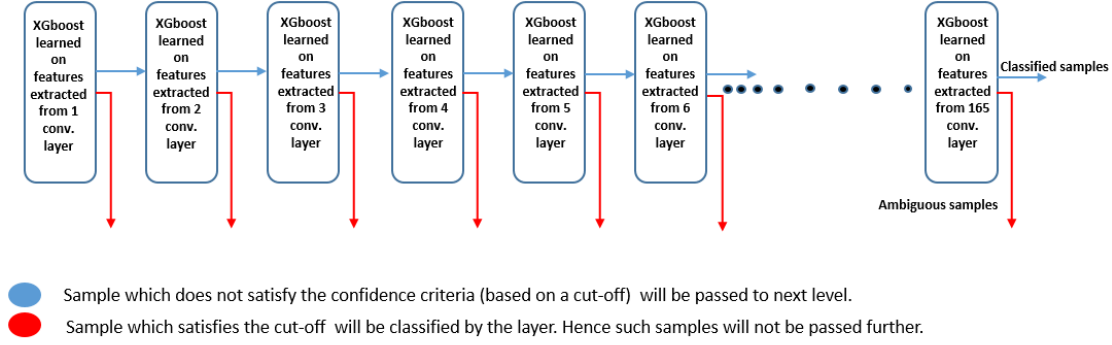 XGboost
learned
on
features
extracted
from 1
conv.
layer
XGboost
learned
on
features
extracted
from 2
conv.
layer
XGboost
learned
on
features
extracted
from 3
conv.
layer
XGboost
learned
on
features
extracted
from 4
conv.
layer
XGboost
learned
on
features
extracted
from 5
conv.
layer
XGboost
learned
on
features
extracted
from 6
conv.
layer
XGboost
learned
on
features
extracted
from 165
conv.
layer
Classified samples
Ambiguous samples
Sample which does not satisfy the confidence criteria (based on a cut-off) will be passed to next level.
Sample which satisfies the cut-off will be classified by the layer. Hence such samples will not be passed further.